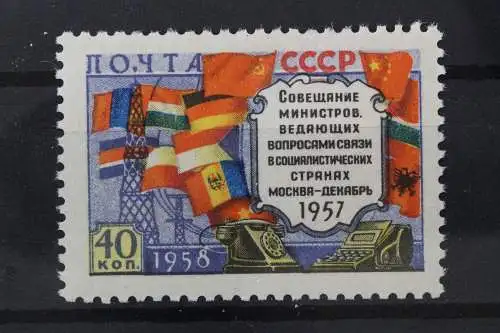 ПОЧТА СССР
СОВЕЩАНИЕ
МИНИСТРОВ,
ВЕДАЮЩИХ
ВОПРОСАМИ СВЯЗИ
В СОЦИАЛИСТИЧЕСКИХ
СТРАНАХ
МОСКВА-ДЕКАБРЬ
1957
40
КОП.
1958